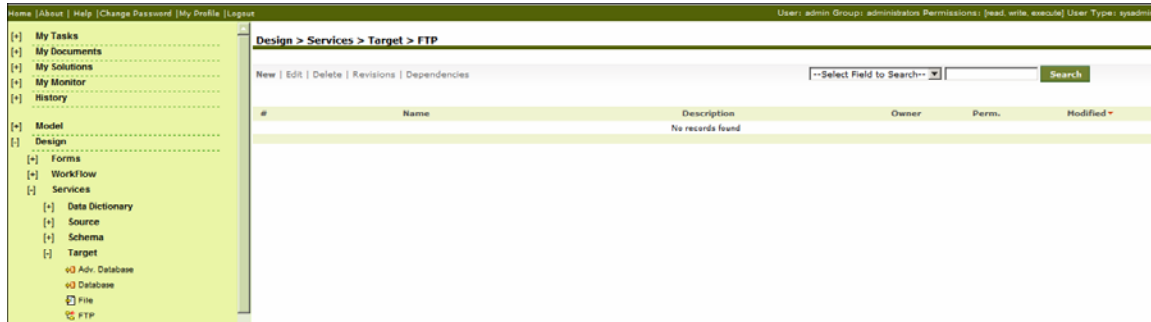 Home |About | Help |Change Password |My Profile |Logout
User: admin Group: administrators Permissions: [read, write, execute] User Type: sysadmin
[+] My Tasks
[+] My Documents
[+] My Solutions
[+] My Monitor
[+] History
[+] Model
[-] Design
[+] Forms
[+] WorkFlow
[-] Services
[+] Data Dictionary
[+] Source
[+] Schema
[-] Target
Adv. Database
Database
File
FTP
Design > Services > Target > FTP
New | Edit | Delete | Revisions | Dependencies
--Select Field to Search--
Search
# Name Description Owner Perm. Modified
No records found